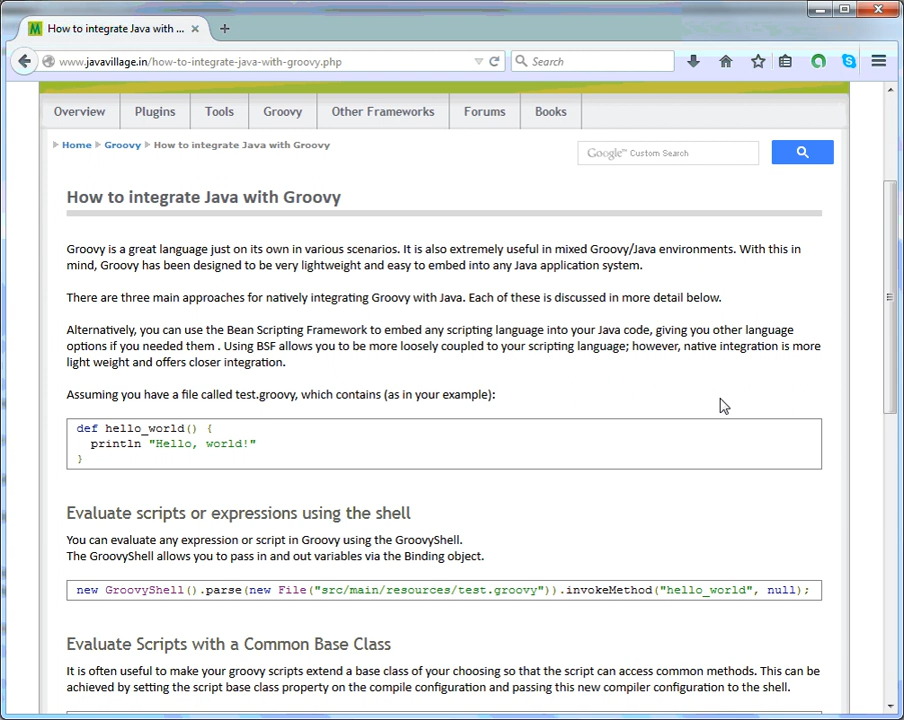 How to integrate Java with ...
www.javavillage.in/how-to-integrate-java-with-groovy.php
Search
Overview Plugins Tools Groovy Other Frameworks Forums Books
Home Groovy How to integrate Java with Groovy
Google™ Custom Search
How to integrate Java with Groovy
Groovy is a great language just on its own in various scenarios. It is also extremely useful in mixed Groovy/Java environments. With this in
mind, Groovy has been designed to be very lightweight and easy to embed into any Java application system.
There are three main approaches for natively integrating Groovy with Java. Each of these is discussed in more detail below.
Alternatively, you can use the Bean Scripting Framework to embed any scripting language into your Java code, giving you other language
options if you needed them . Using BSF allows you to be more loosely coupled to your scripting language; however, native integration is more
light weight and offers closer integration.
Assuming you have a file called test.groovy, which contains (as in your example):
def hello_world() {
println "Hello, world!"
}
Evaluate scripts or expressions using the shell
You can evaluate any expression or script in Groovy using the GroovyShell.
The GroovyShell allows you to pass in and out variables via the Binding object.
new GroovyShell().parse(new File("src/main/resources/test.groovy")).invokeMethod("hello_world", null);
Evaluate Scripts with a Common Base Class
It is often useful to make your groovy scripts extend a base class of your choosing so that the script can access common methods. This can be
achieved by setting the script base class property on the compile configuration and passing this new compiler configuration to the shell.